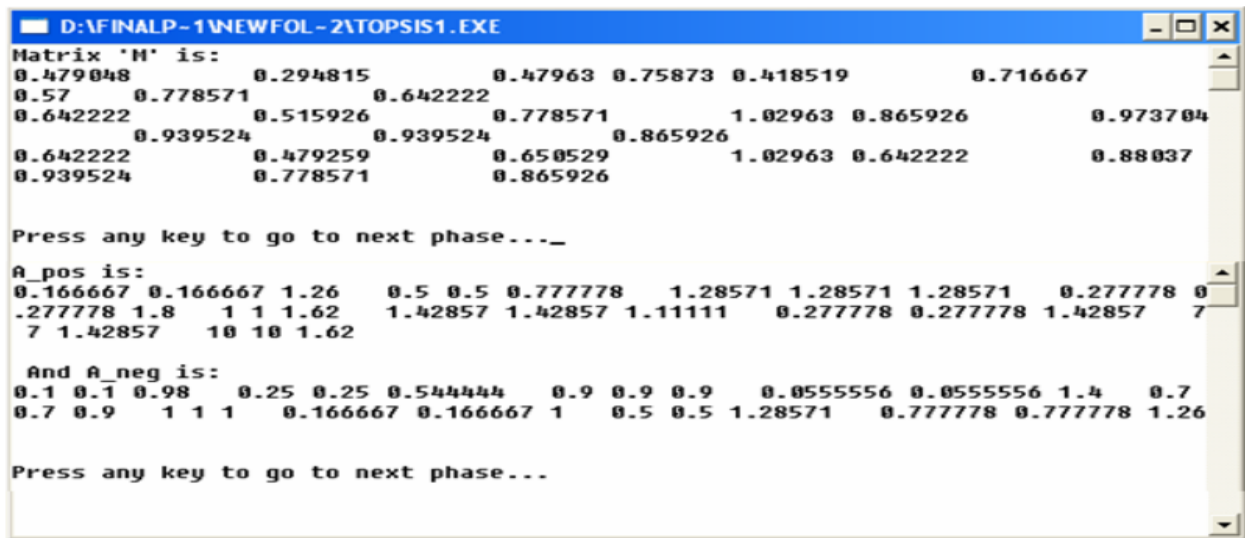 D:\FINALP~1\NEWFOL~2\TOPSIS1.EXE
Matrix 'M' is:
0.479048 0.294815 0.47963 0.75873 0.418519 0.716667
0.57 0.778571 0.642222
0.642222 0.515926 0.778571 1.02963 0.865926 0.973704
0.939524 0.939524 0.865926
0.642222 0.479259 0.650529 1.02963 0.642222 0.88037
0.939524 0.778571 0.865926
Press any key to go to next phase..._
A_pos is:
0.166667 0.166667 1.26 0.5 0.5 0.777778 1.28571 1.28571 1.28571 0.277778 0
.277778 1.8 1 1 1.62 1.42857 1.42857 1.11111 0.277778 0.277778 1.42857 7
7 1.42857 10 10 1.62
And A_neg is:
0.1 0.1 0.98 0.25 0.25 0.544444 0.9 0.9 0.9 0.0555556 0.0555556 1.4 0.7
0.7 0.9 1 1 1 0.166667 0.166667 1 0.5 0.5 1.28571 0.777778 0.777778 1.26
Press any key to go to next phase...